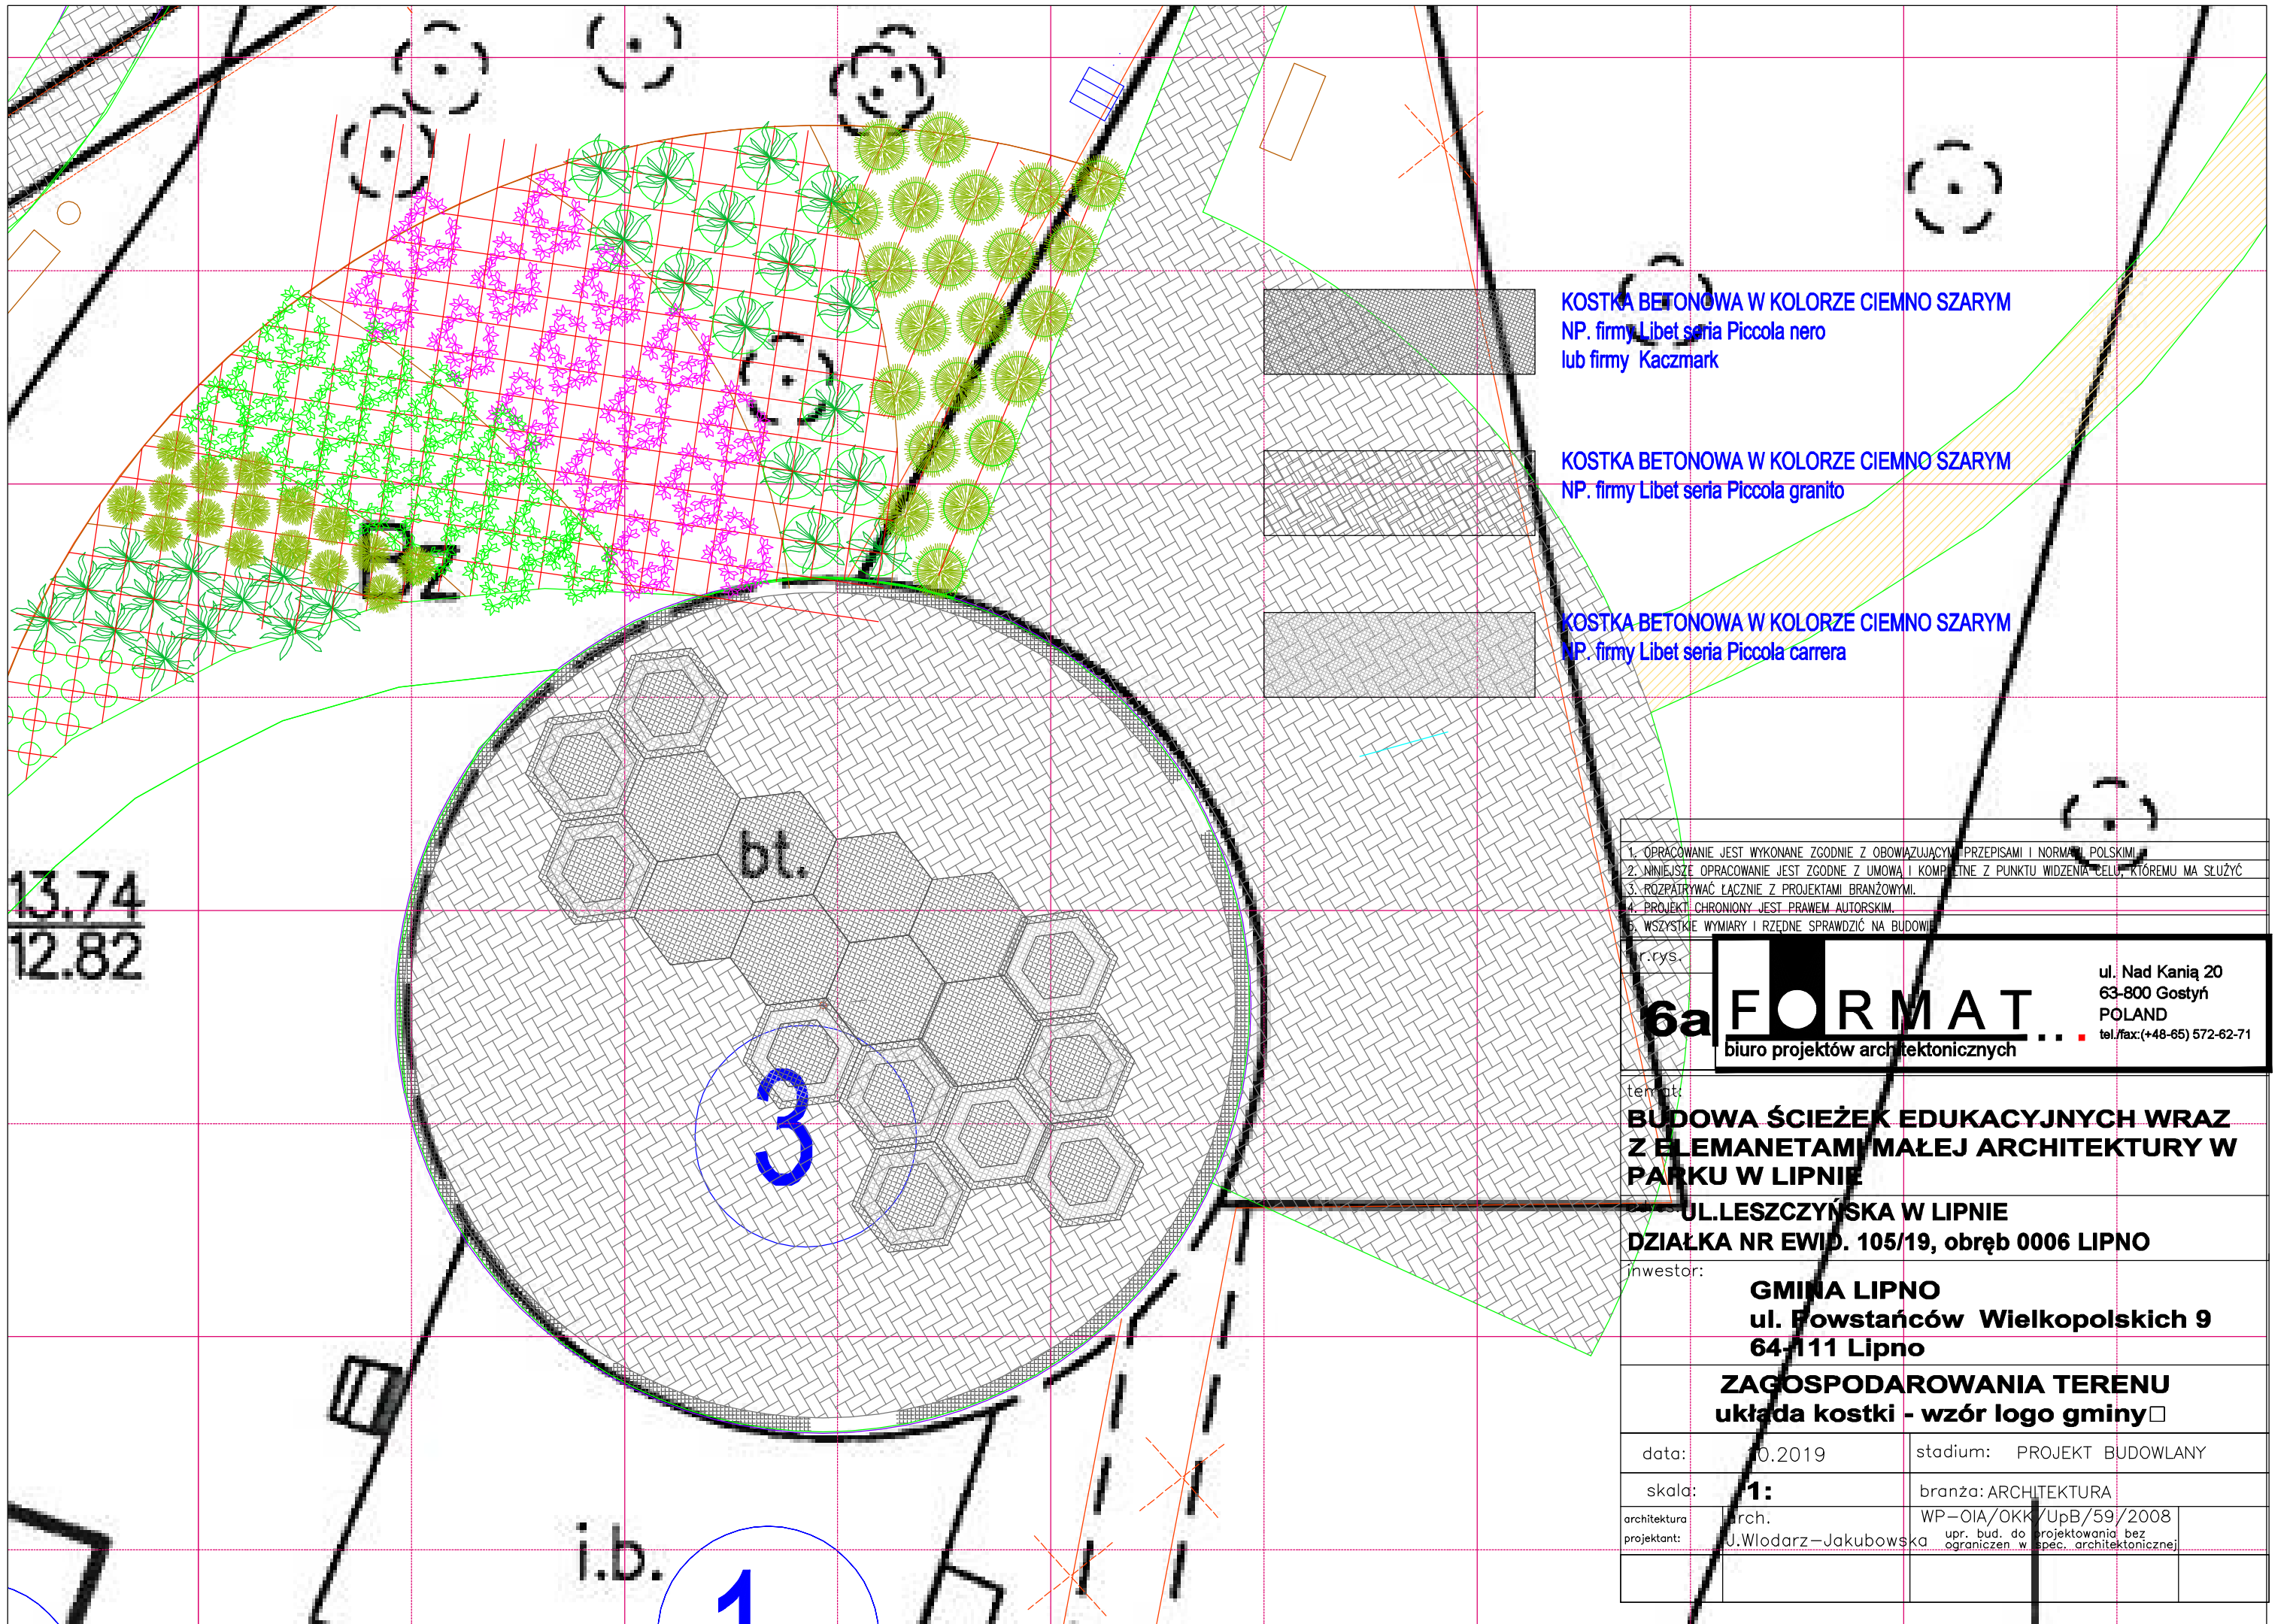 KOSTKA BETONOWA W KOLORZE CIEMNO SZARYM
NP. firmy Libet seria Piccola nero
lub firmy Kaczmark
KOSTKA BETONOWA W KOLORZE CIEMNO SZARYM
NP. firmy Libet seria Piccola granito
KOSTKA BETONOWA W KOLORZE CIEMNO SZARYM
NP. firmy Libet seria Piccola carrera
Bz
bt.
13.74
12.82
3
i.b.
1
1. OPRACOWANIE JEST WYKONANE ZGODNIE Z OBOWIĄZUJĄCYMI PRZEPISAMI I NORMAMI POLSKIMI
2. NINIEJSZE OPRACOWANIE JEST ZGODNE Z UMOWĄ I KOMPLETNE Z PUNKTU WIDZENIA CELU, KTÓREMU MA SŁUŻYĆ
3. ROZPATRYWAĆ ŁĄCZNIE Z PROJEKTAMI BRANŻOWYMI.
4. PROJEKT CHRONIONY JEST PRAWEM AUTORSKIM.
5. WSZYSTKIE WYMIARY I RZĘDNE SPRAWDZIĆ NA BUDOWIE
nr.rys.
6a
FORMAT...
biuro projektów architektonicznych
ul. Nad Kanią 20
63-800 Gostyń
POLAND
tel./fax:(+48-65) 572-62-71
temat:
BUDOWA ŚCIEŻEK EDUKACYJNYCH WRAZ
Z ELEMANETAMI MAŁEJ ARCHITEKTURY W
PARKU W LIPNIE
UL.LESZCZYŃSKA W LIPNIE
DZIAŁKA NR EWID. 105/19, obręb 0006 LIPNO
inwestor:
GMINA LIPNO
ul. Powstańców Wielkopolskich 9
64-111 Lipno
ZAGOSPODAROWANIA TERENU
układa kostki - wzór logo gminy
data: 10.2019
stadium: PROJEKT BUDOWLANY
skala: 1:
branża: ARCHITEKTURA
architektura
projektant:
arch.
J.Wlodarz-Jakubowska
WP-OIA/OKK/UpB/59/2008
upr. bud. do projektowania bez
ograniczen w spec. architektonicznej